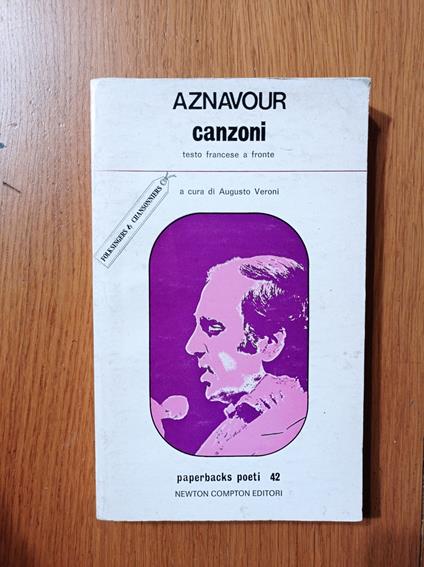 AZNAVOUR
canzoni
testo francese a fronte
a cura di Augusto Veroni
FOLKSINGERS & CHANSONNIERS
paperbacks poeti 42
NEWTON COMPTON EDITORI